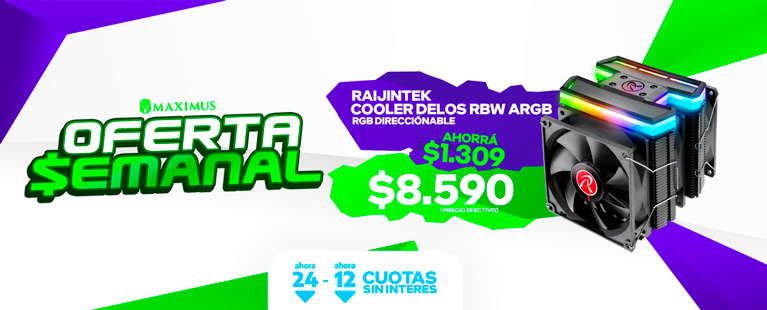 MAXIMUS
OFERTA
$EMANAL
RAIJINTEK
COOLER DELOS RBW ARGB
RGB DIRECCIÓNABLE
AHORRÁ
$1.309
$8.590
(PRECIO EFECTIVO)
ahora 24 - ahora 12 CUOTAS
SIN INTERES